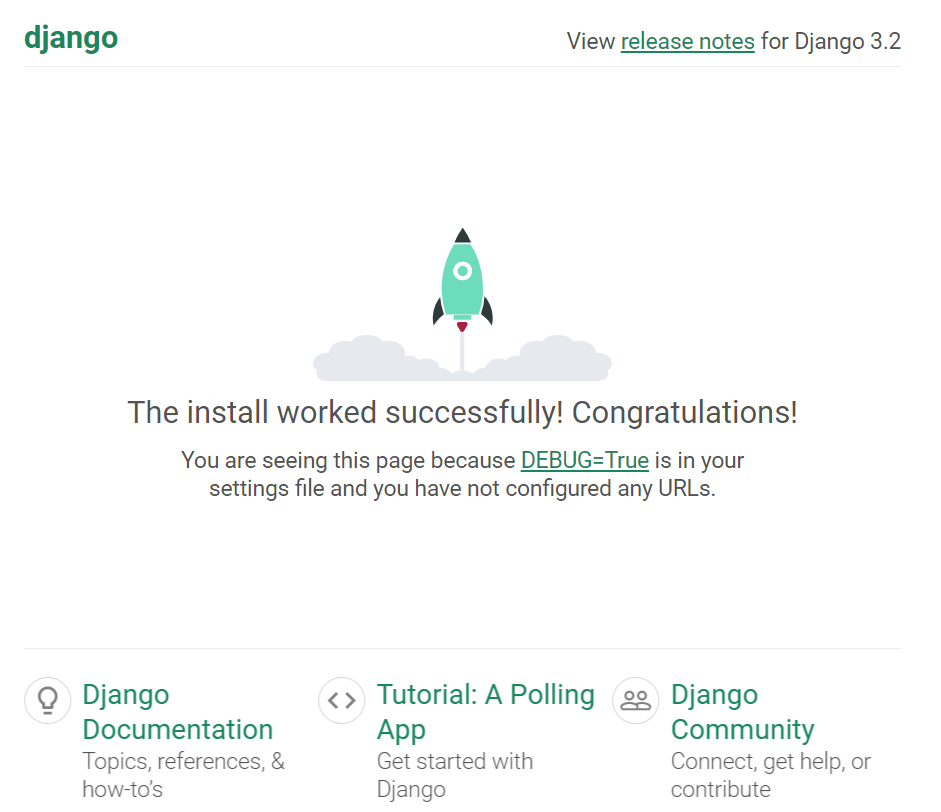 django
View release notes for Django 3.2
The install worked successfully! Congratulations!
You are seeing this page because DEBUG=True is in your
settings file and you have not configured any URLs.
Django
Documentation
Topics, references, &
how-to’s
Tutorial: A Polling
App
Get started with
Django
Django
Community
Connect, get help, or
contribute